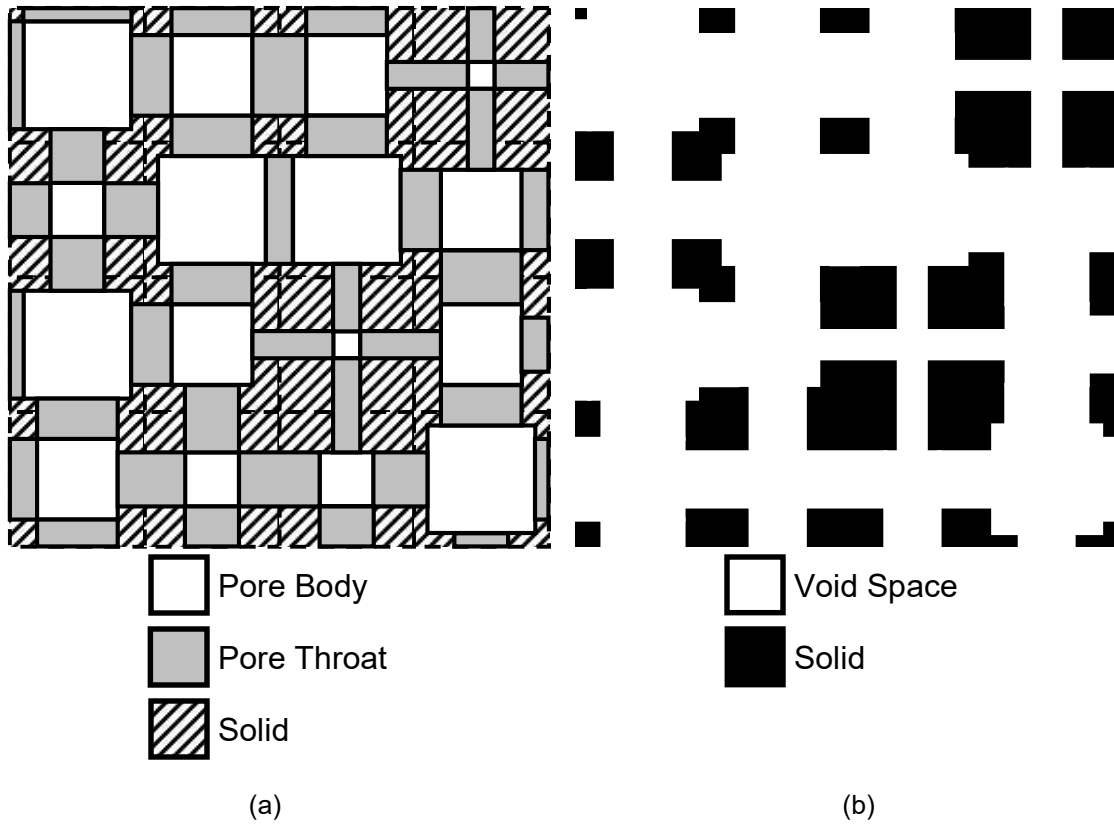 Pore Body
Pore Throat
Solid
(a)
Void Space
Solid
(b)